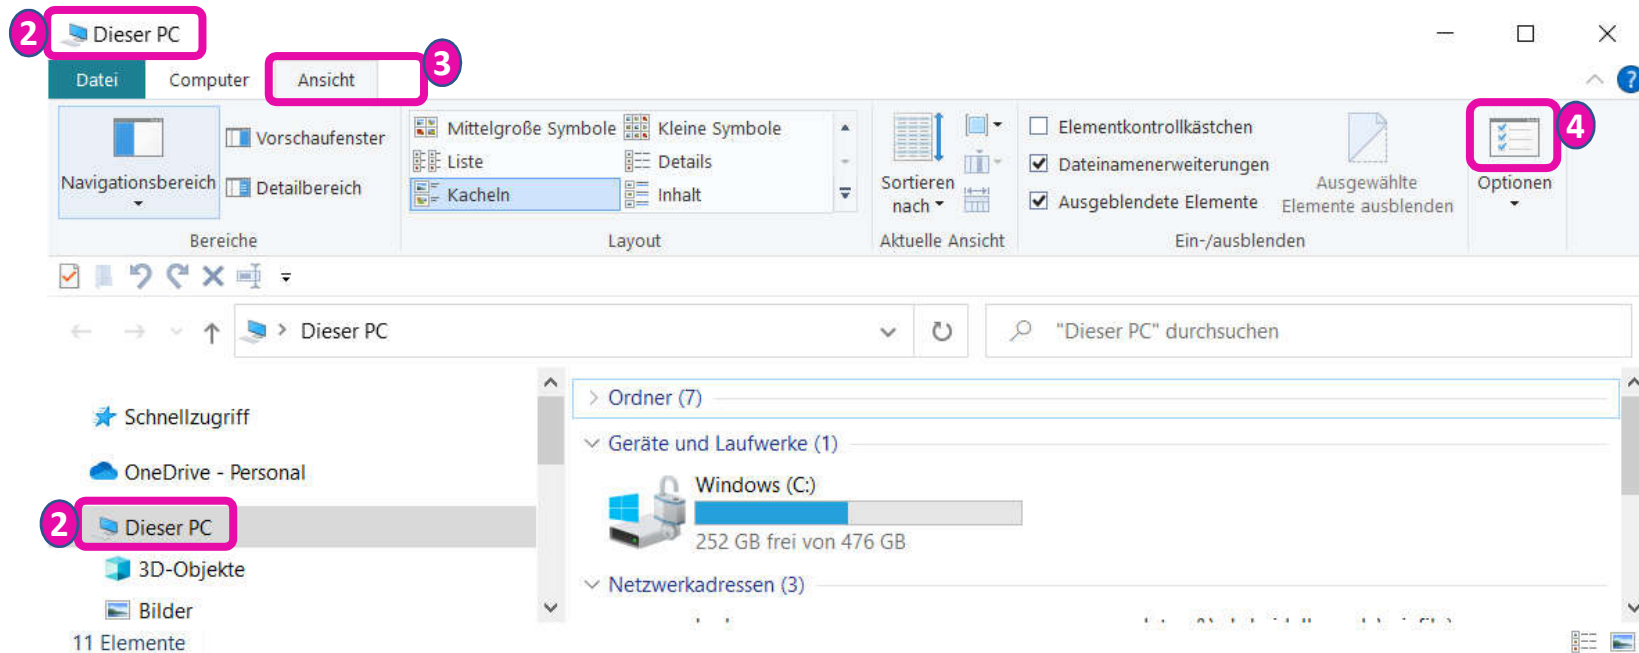 2 Dieser PC
Datei Computer Ansicht 3
?
Navigationsbereich
Vorschaufenster
Detailbereich
Bereiche
Mittelgroße Symbole Kleine Symbole
Liste Details
Kacheln Inhalt
Layout
Sortieren
nach
Aktuelle Ansicht
Elementkontrollkästchen
Dateinamenerweiterungen
Ausgeblendete Elemente
Ausgewählte
Elemente ausblenden
Ein-/ausblenden
4
Optionen
Dieser PC
"Dieser PC" durchsuchen
Schnellzugriff
OneDrive - Personal
2 Dieser PC
3D-Objekte
Bilder
Ordner (7)
Geräte und Laufwerke (1)
Windows (C:)
252 GB frei von 476 GB
Netzwerkadressen (3)
11 Elemente